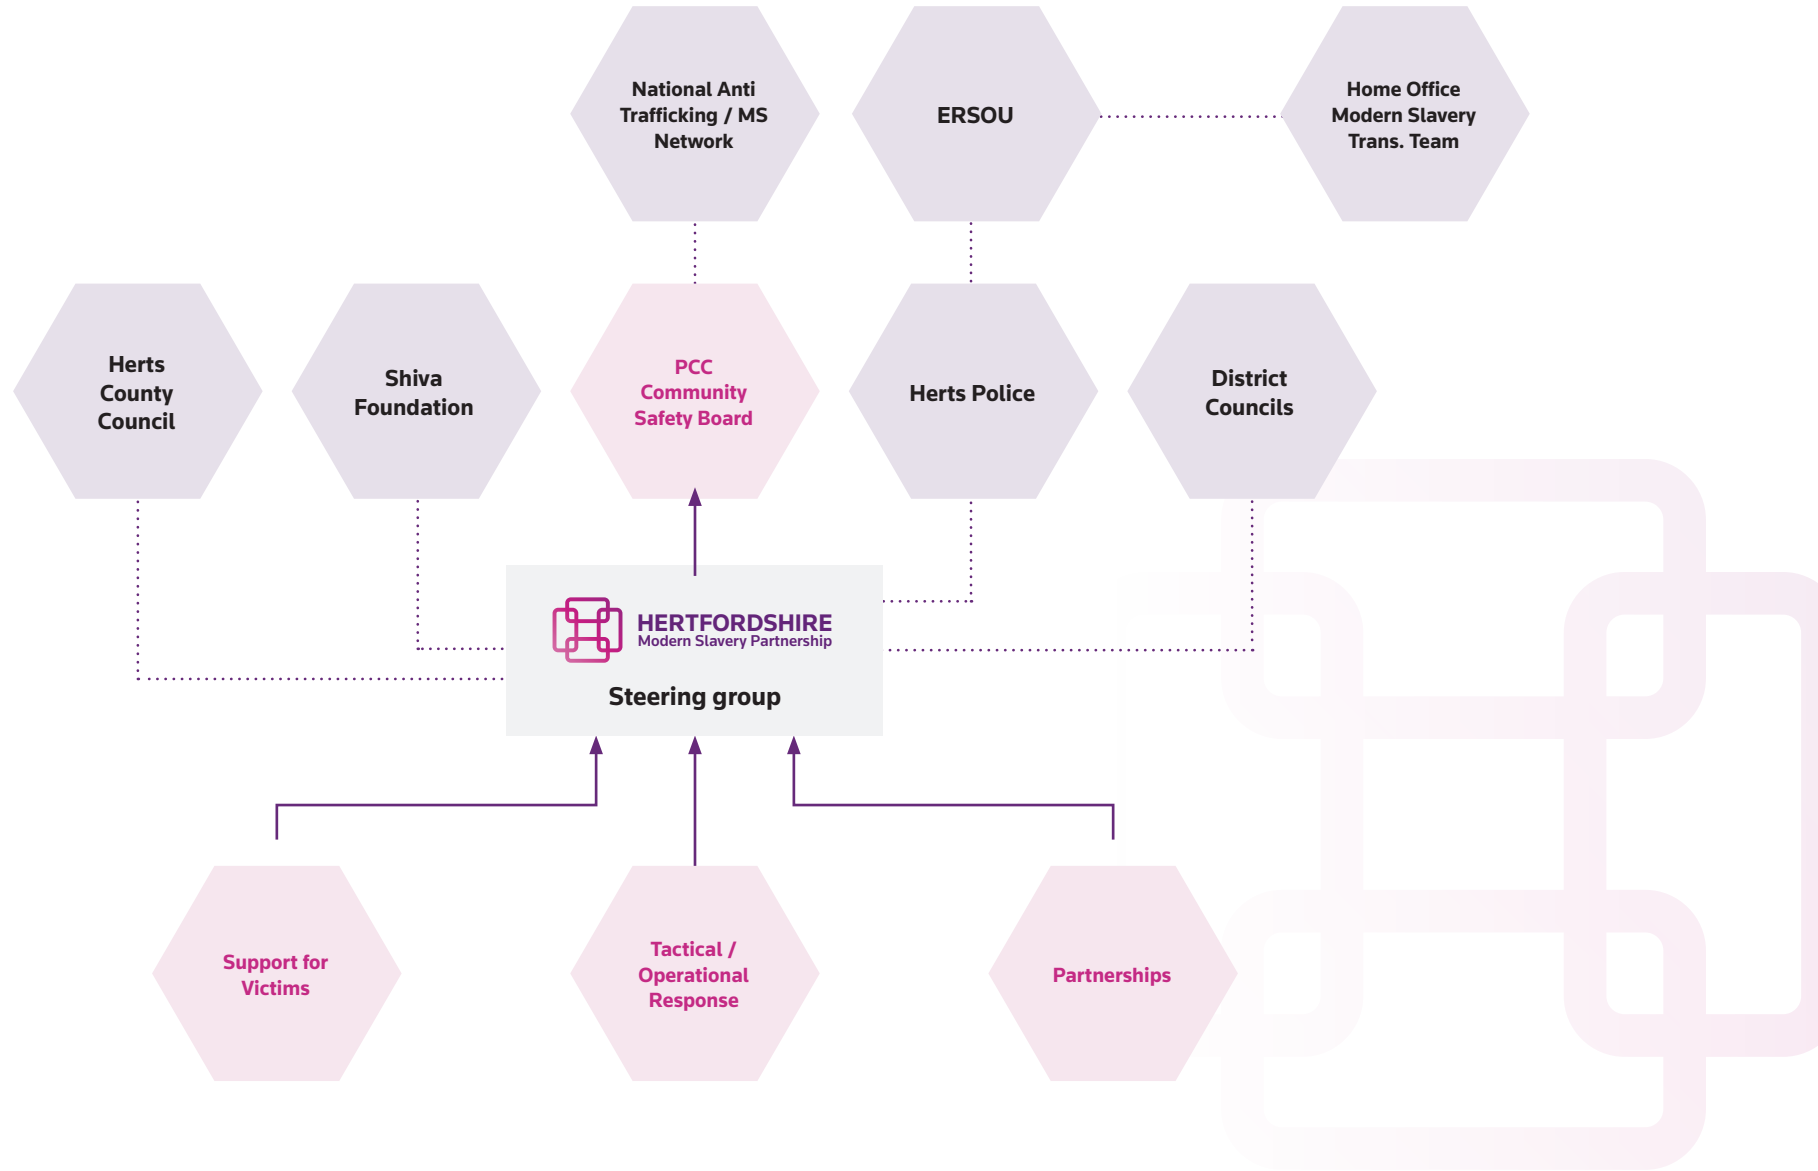 National Anti
Trafficking / MS
Network
ERSOU
Home Office
Modern Slavery
Trans. Team
Herts
County
Council
Shiva
Foundation
PCC
Community
Safety Board
Herts Police
District
Councils
HERTFORDSHIRE
Modern Slavery Partnership
Steering group
Support for
Victims
Tactical /
Operational
Response
Partnerships